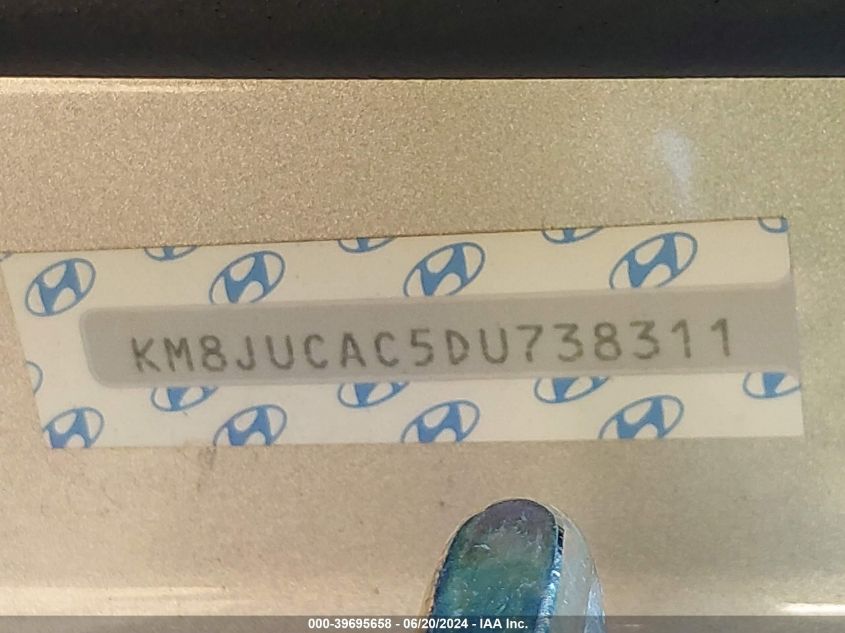 KM8JUCAC5DU738311
000-39695658 - 06/20/2024 - IAA Inc.